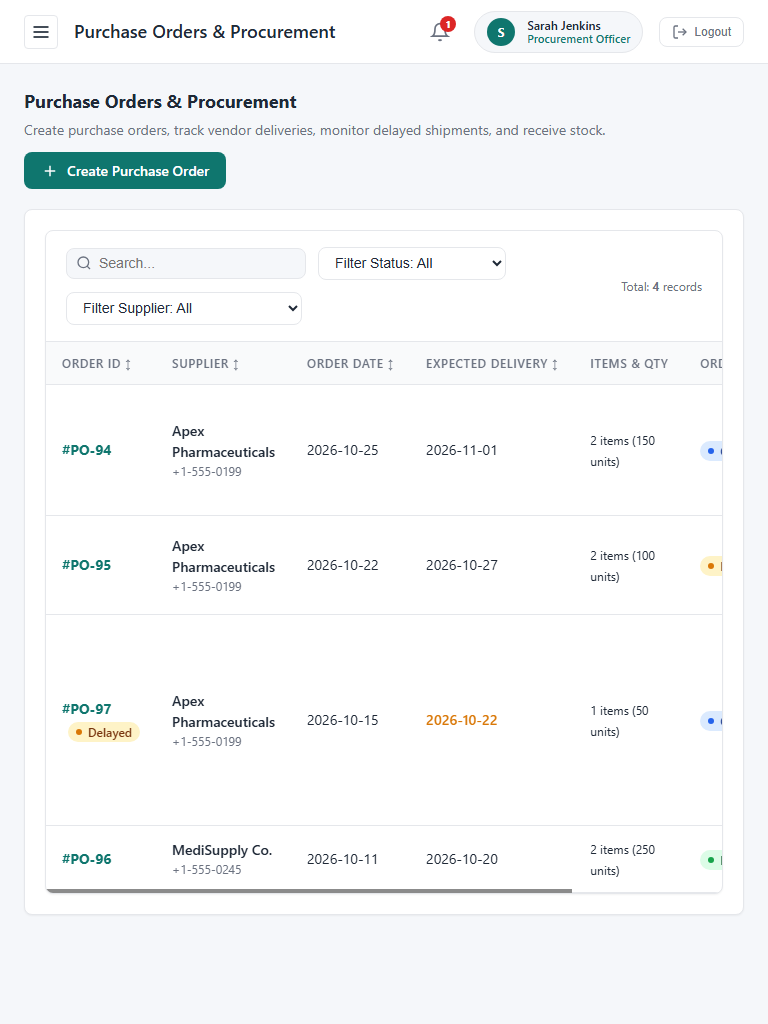 Purchase Orders & Procurement
1
S
Sarah Jenkins
Procurement Officer
Logout
Purchase Orders & Procurement
Create purchase orders, track vendor deliveries, monitor delayed shipments, and receive stock.
+ Create Purchase Order
Search...
Filter Status: All
Filter Supplier: All
Total: 4 records
ORDER ID ↕ SUPPLIER ↕ ORDER DATE ↕ EXPECTED DELIVERY ↕ ITEMS & QTY
#PO-94
Apex
Pharmaceuticals
+1-555-0199
2026-10-25
2026-11-01
2 items (150
units)
#PO-95
Apex
Pharmaceuticals
+1-555-0199
2026-10-22
2026-10-27
2 items (100
units)
#PO-97
Delayed
Apex
Pharmaceuticals
+1-555-0199
2026-10-15
2026-10-22
1 items (50
units)
#PO-96
MediSupply Co.
+1-555-0245
2026-10-11
2026-10-20
2 items (250
units)